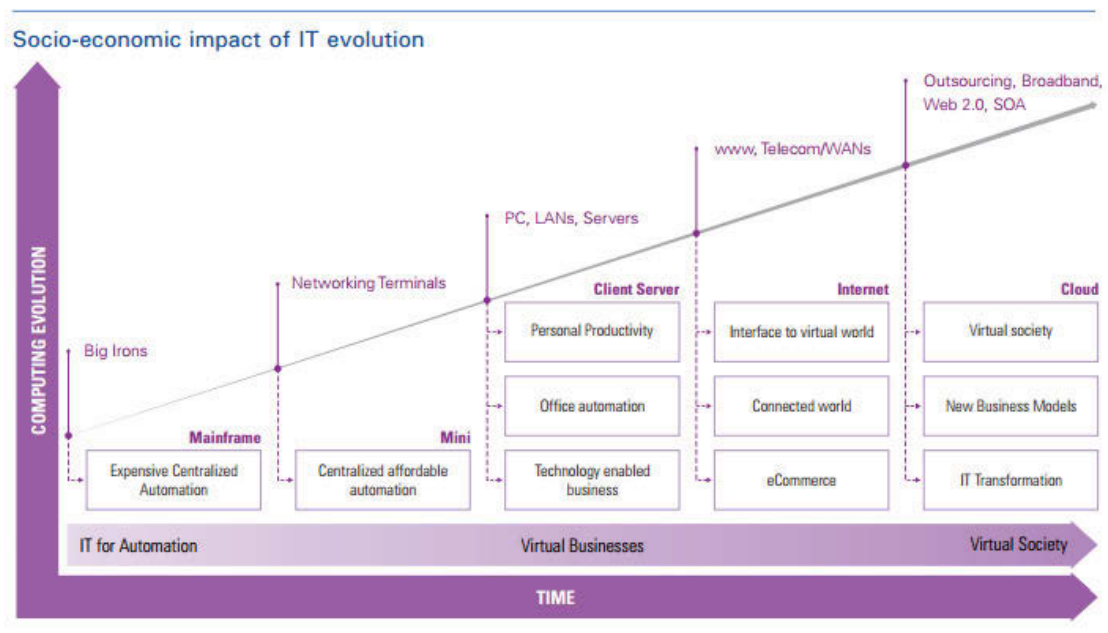 Socio-economic impact of IT evolution
Outsourcing, Broadband,
Web 2.0, SOA
www, Telecom/WANs
PC, LANs, Servers
Networking Terminals
Big Irons
COMPUTING EVOLUTION
Mainframe
Expensive Centralized
Automation
Mini
Centralized affordable
automation
Client Server
Personal Productivity
Office automation
Technology enabled
business
Internet
Interface to virtual world
Connected world
eCommerce
Cloud
Virtual society
New Business Models
IT Transformation
IT for Automation
Virtual Businesses
Virtual Society
TIME